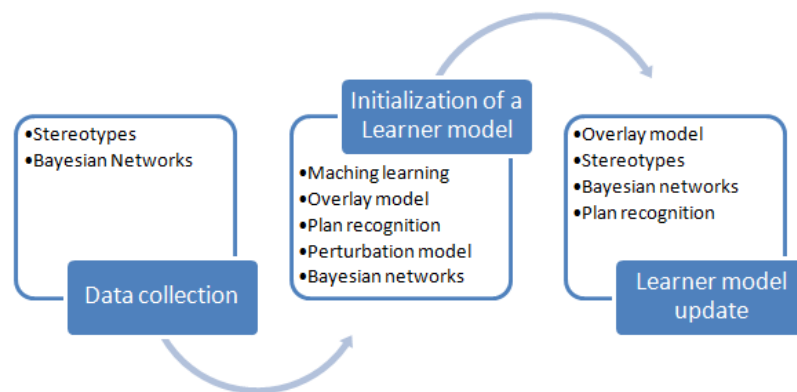 •Stereotypes
•Bayesian Networks
Data collection
Initialization of a
Learner model
•Maching learning
•Overlay model
•Plan recognition
•Perturbation model
•Bayesian networks
•Overlay model
•Stereotypes
•Bayesian networks
•Plan recognition
Learner model
update